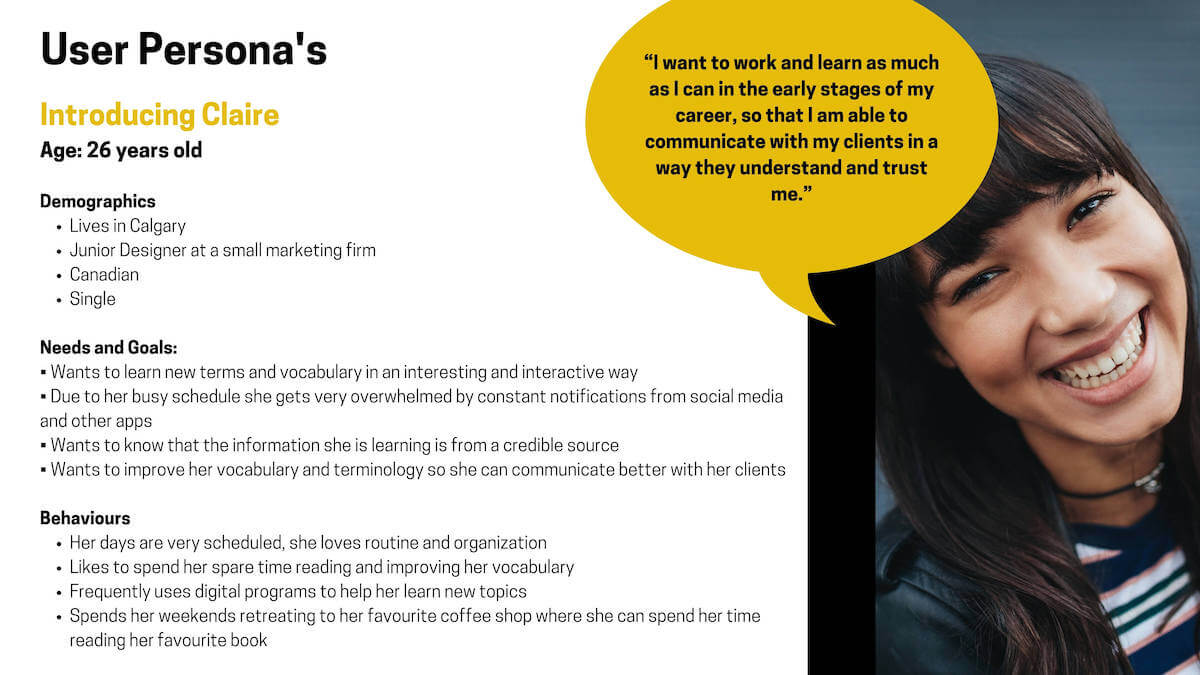 User Persona's
Introducing Claire
Age: 26 years old
Demographics
• Lives in Calgary
• Junior Designer at a small marketing firm
• Canadian
• Single
Needs and Goals:
▪ Wants to learn new terms and vocabulary in an interesting and interactive way
▪ Due to her busy schedule she gets very overwhelmed by constant notifications from social media
and other apps
▪ Wants to know that the information she is learning is from a credible source
▪ Wants to improve her vocabulary and terminology so she can communicate better with her clients
Behaviours
• Her days are very scheduled, she loves routine and organization
• Likes to spend her spare time reading and improving her vocabulary
• Frequently uses digital programs to help her learn new topics
• Spends her weekends retreating to her favourite coffee shop where she can spend her time
reading her favourite book
“I want to work and learn as much
as I can in the early stages of my
career, so that I am able to
communicate with my clients in a
way they understand and trust
me.”